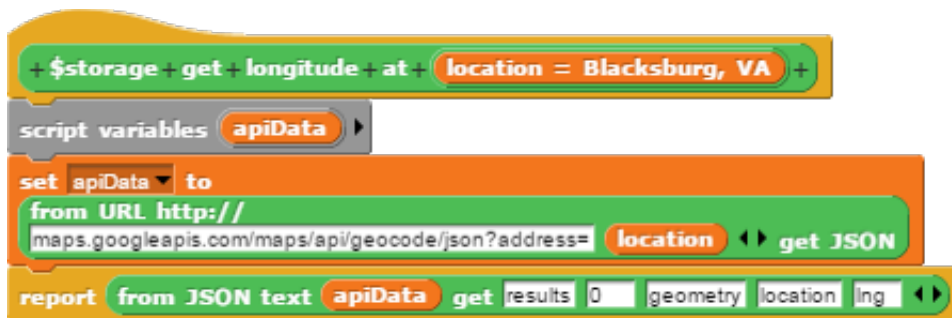 + $storage + get + longitude + at + location = Blacksburg, VA +
script variables apiData
set apiData to
from URL http://
maps.googleapis.com/maps/api/geocode/json?address= location get JSON
report from JSON text apiData get results 0 geometry location lng